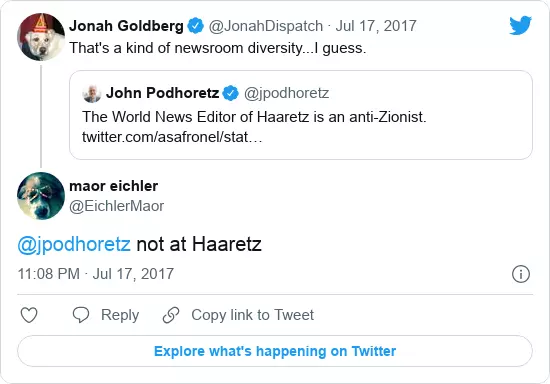 Jonah Goldberg @JonahDispatch · Jul 17, 2017
That's a kind of newsroom diversity...I guess.
John Podhoretz @jpodhoretz
The World News Editor of Haaretz is an anti-Zionist.
twitter.com/asafronel/stat…
maor eichler
@EichlerMaor
@jpodhoretz not at Haaretz
11:08 PM · Jul 17, 2017
Reply Copy link to Tweet
Explore what's happening on Twitter